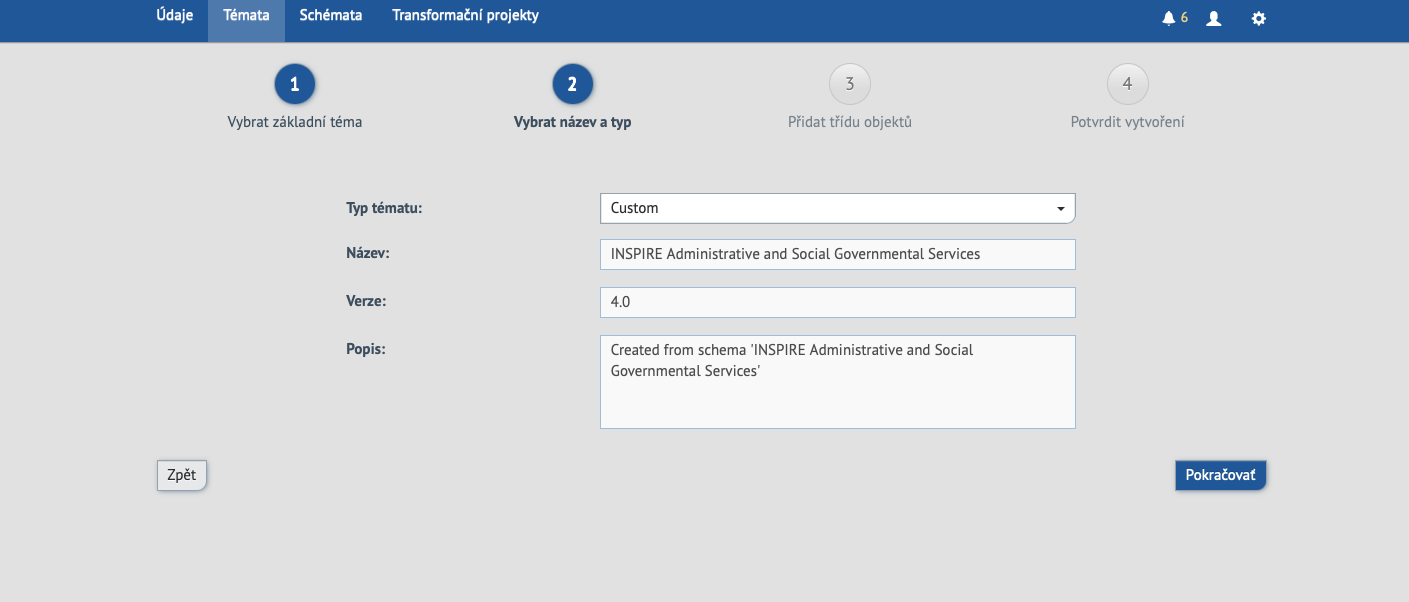 Údaje Témata Schémata Transformační projekty 6
1 2 3 4
Vybrat základní téma Vybrat název a typ Přidat třídu objektů Potvrdit vytvoření
Typ tématu: Custom
Název: INSPIRE Administrative and Social Governmental Services
Verze: 4.0
Popis: Created from schema 'INSPIRE Administrative and Social
Governmental Services'
Zpět Pokračovať